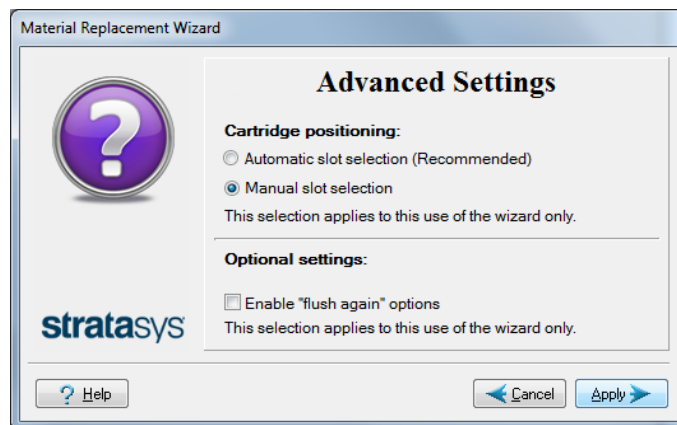 Material Replacement Wizard
Advanced Settings
Cartridge positioning:
Automatic slot selection (Recommended)
Manual slot selection
This selection applies to this use of the wizard only.
Optional settings:
Enable "flush again" options
This selection applies to this use of the wizard only.
stratasys
? Help
Cancel
Apply